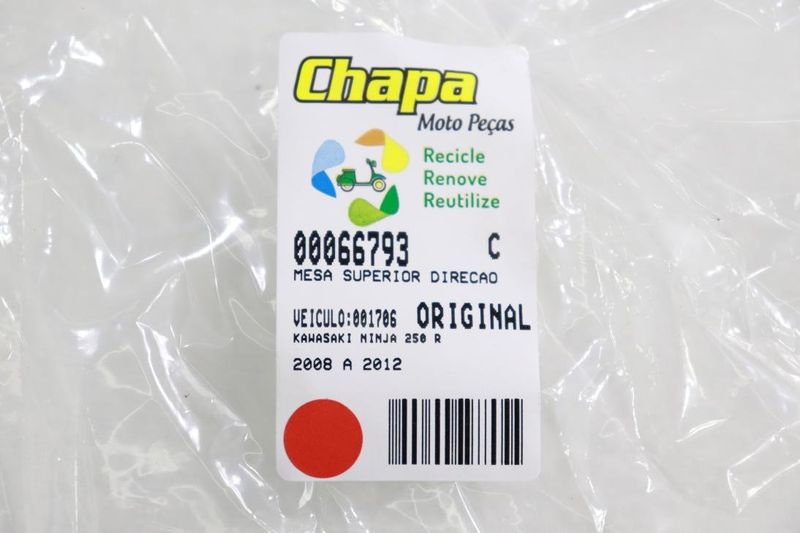 Chapa
Moto Peças
Recicle
Renove
Reutilize
00066793 C
MESA SUPERIOR DIRECAO
VEICULO:001706 ORIGINAL
KAWASAKI NINJA 250 R
2008 A 2012